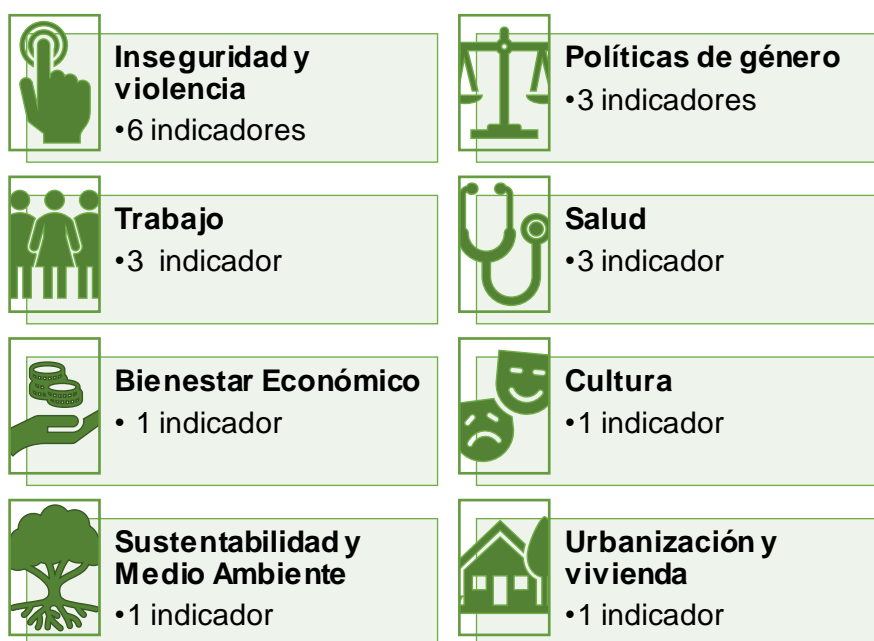 Inseguridad y
violencia
•6 indicadores
Políticas de género
•3 indicadores
Trabajo
•3 indicador
Salud
•3 indicador
Bienestar Económico
• 1 indicador
Cultura
•1 indicador
Sustentabilidad y
Medio Ambiente
•1 indicador
Urbanización y
vivienda
•1 indicador